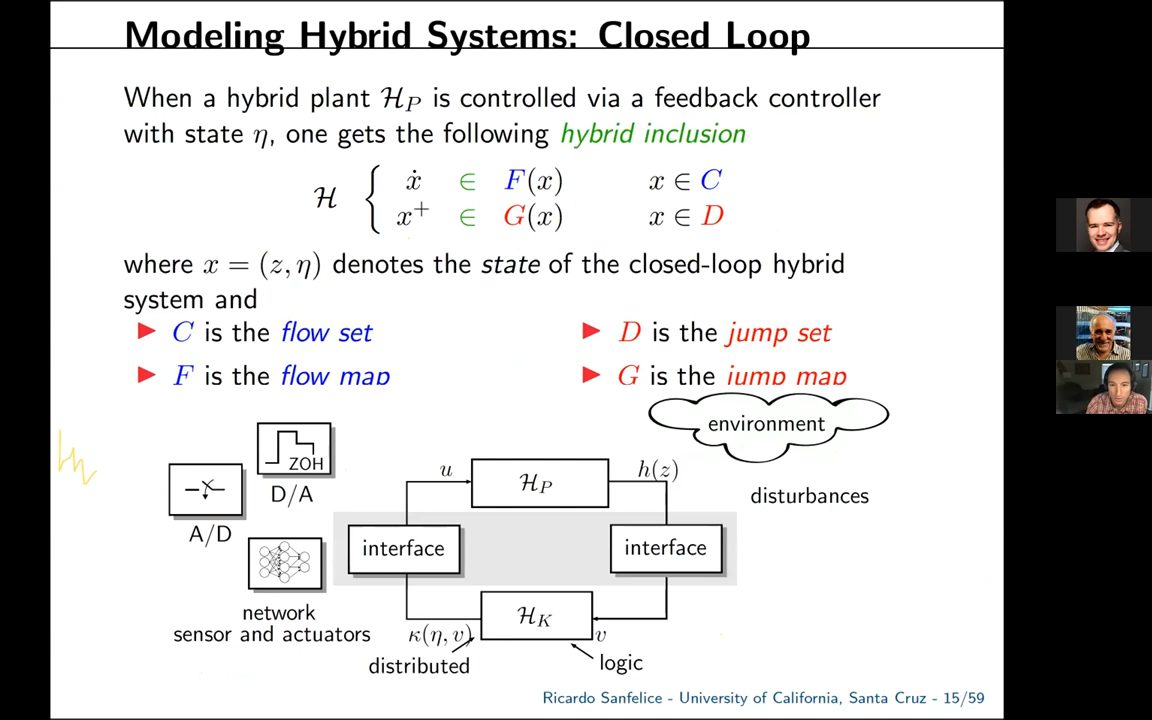 Modeling Hybrid Systems: Closed Loop
When a hybrid plant ℋ_P is controlled via a feedback controller
with state η, one gets the following hybrid inclusion
ℋ { ẋ ∈ F(x) x ∈ C
x⁺ ∈ G(x) x ∈ D
where x = (z, η) denotes the state of the closed-loop hybrid
system and
▶ C is the flow set
▶ D is the jump set
▶ F is the flow map
▶ G is the jump map
environment
ZOH
D/A
A/D
u
ℋ_P
h(z)
disturbances
interface
interface
network
sensor and actuators
κ(η, v)
ℋ_K
v
distributed
logic
Ricardo Sanfelice - University of California, Santa Cruz - 15/59